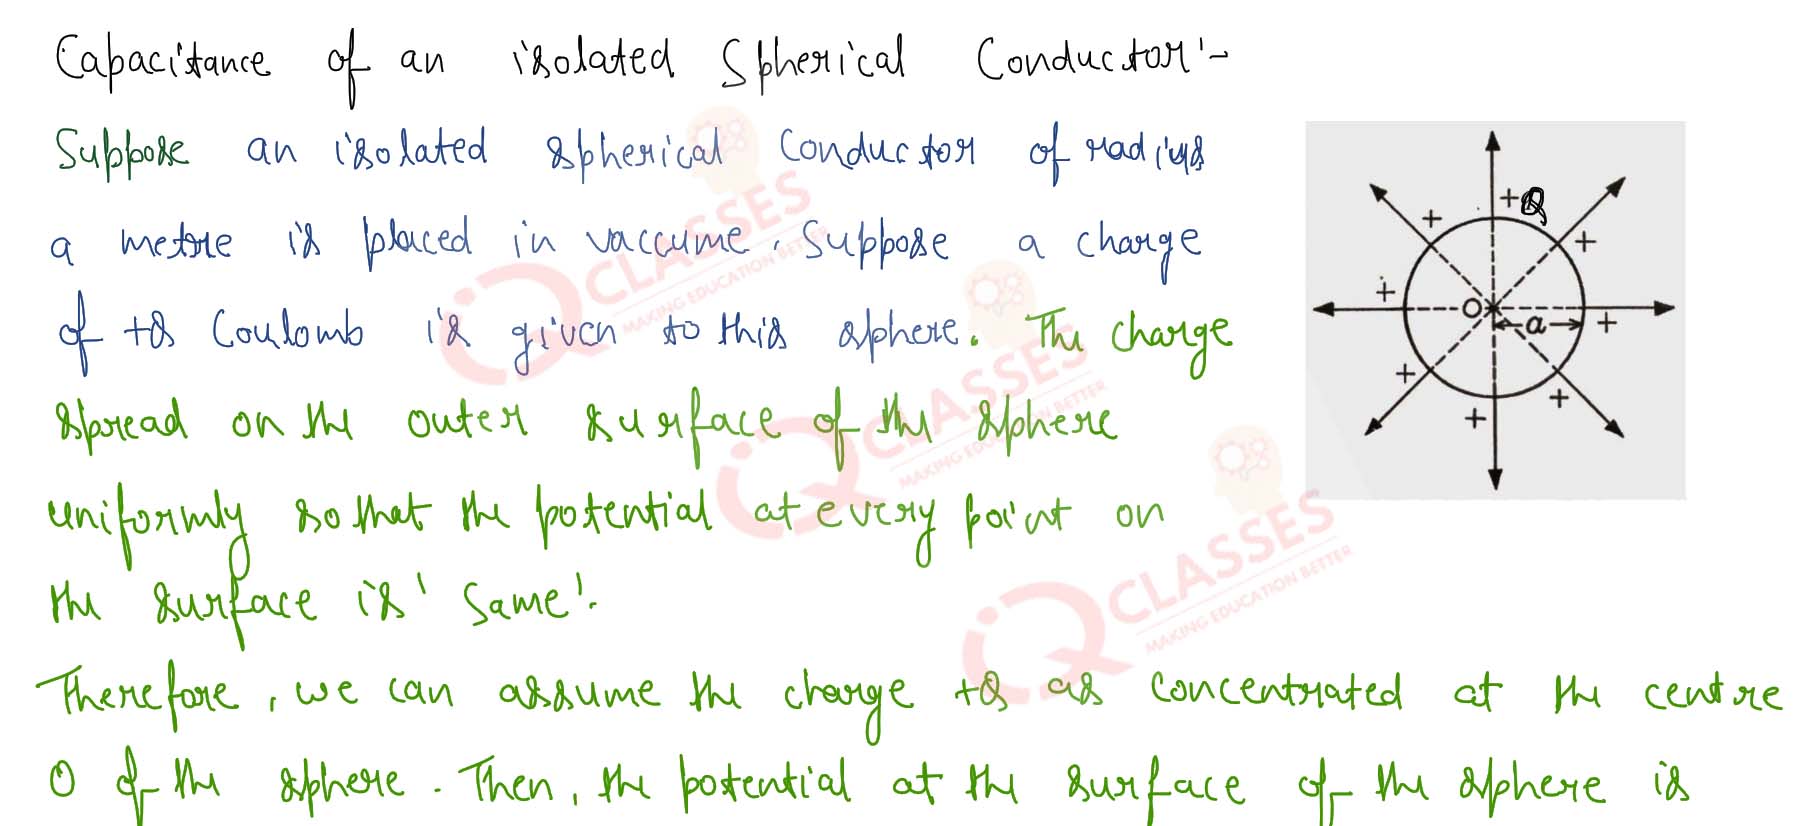 Capacitance of an isolated Spherical Conductor :-
Suppose an isolated spherical Conductor of radius
a metre is placed in vaccume. Suppose a charge
of +Q Coulomb is given to this sphere. The charge
spread on the outer surface of the sphere
uniformly so that the potential at every point on
the surface is same.
Therefore, we can assume the charge +Q as concentrated at the centre
O of the sphere. Then, the potential at the surface of the sphere is
+Q
+
+
+
O
a
+
+
+
+
iQ CLASSES
MAKING EDUCATION BETTER
iQ CLASSES
MAKING EDUCATION BETTER
iQ CLASSES
MAKING EDUCATION BETTER